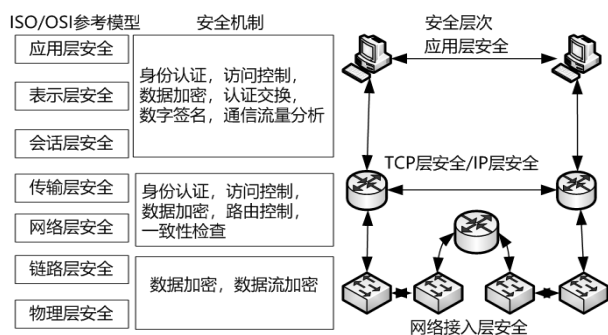 ISO/OSI参考模型
安全机制
安全层次
应用层安全
表示层安全
会话层安全
传输层安全
网络层安全
链路层安全
物理层安全
身份认证，访问控制，
数据加密，认证交换，
数字签名，通信流量分析
身份认证，访问控制，
数据加密，路由控制，
一致性检查
数据加密，数据流加密
应用层安全
TCP层安全/IP层安全
网络接入层安全